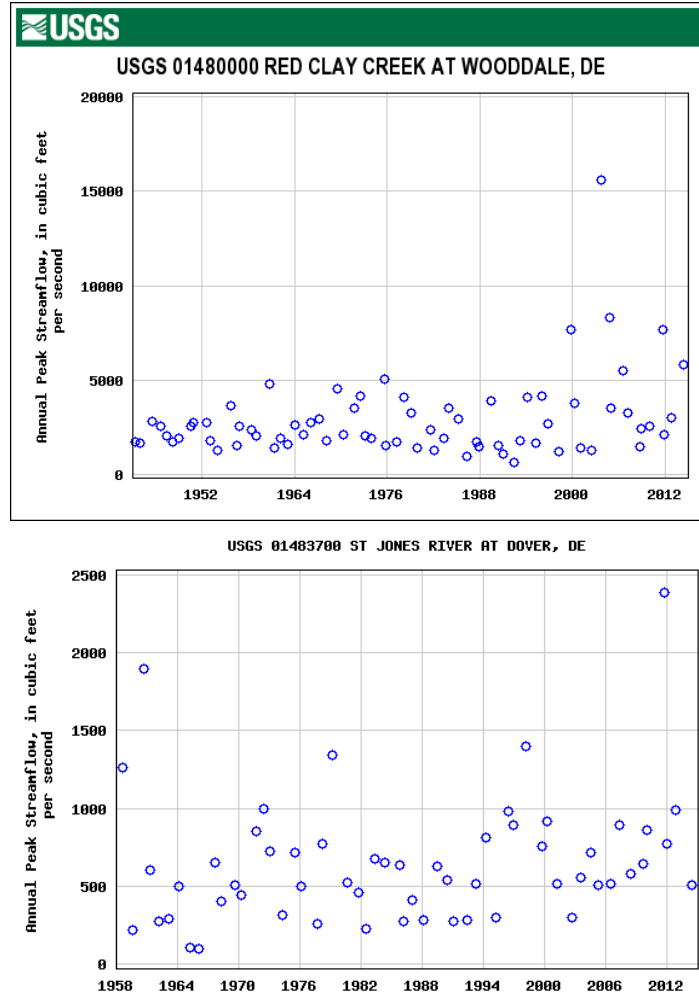 USGS
USGS 01480000 RED CLAY CREEK AT WOODDALE, DE
Annual Peak Streamflow, in cubic feet
per second
20000
15000
10000
5000
0
1952 1964 1976 1988 2000 2012
USGS 01483700 ST JONES RIVER AT DOVER, DE
Annual Peak Streamflow, in cubic feet
per second
2500
2000
1500
1000
500
0
1958 1964 1970 1976 1982 1988 1994 2000 2006 2012